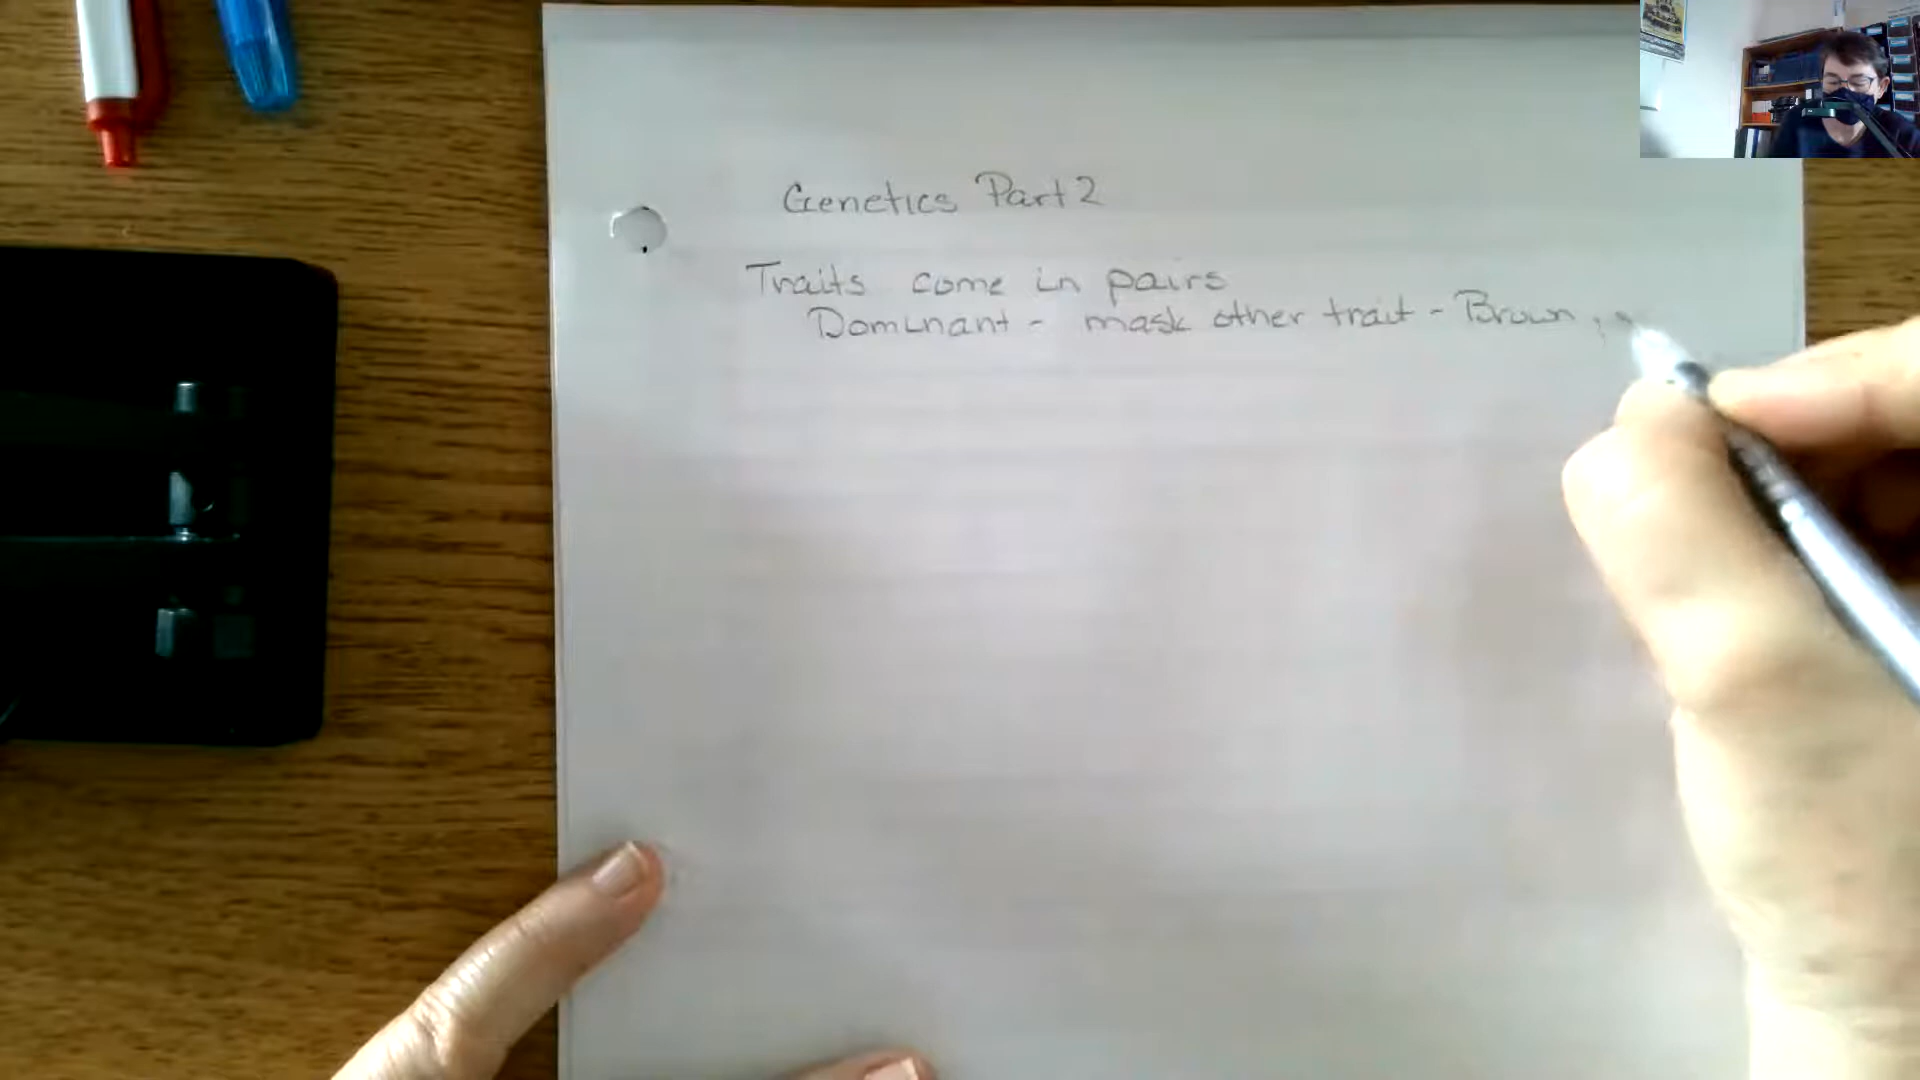 Genetics Part 2
Traits come in pairs
Dominant - mask other trait - Brown,